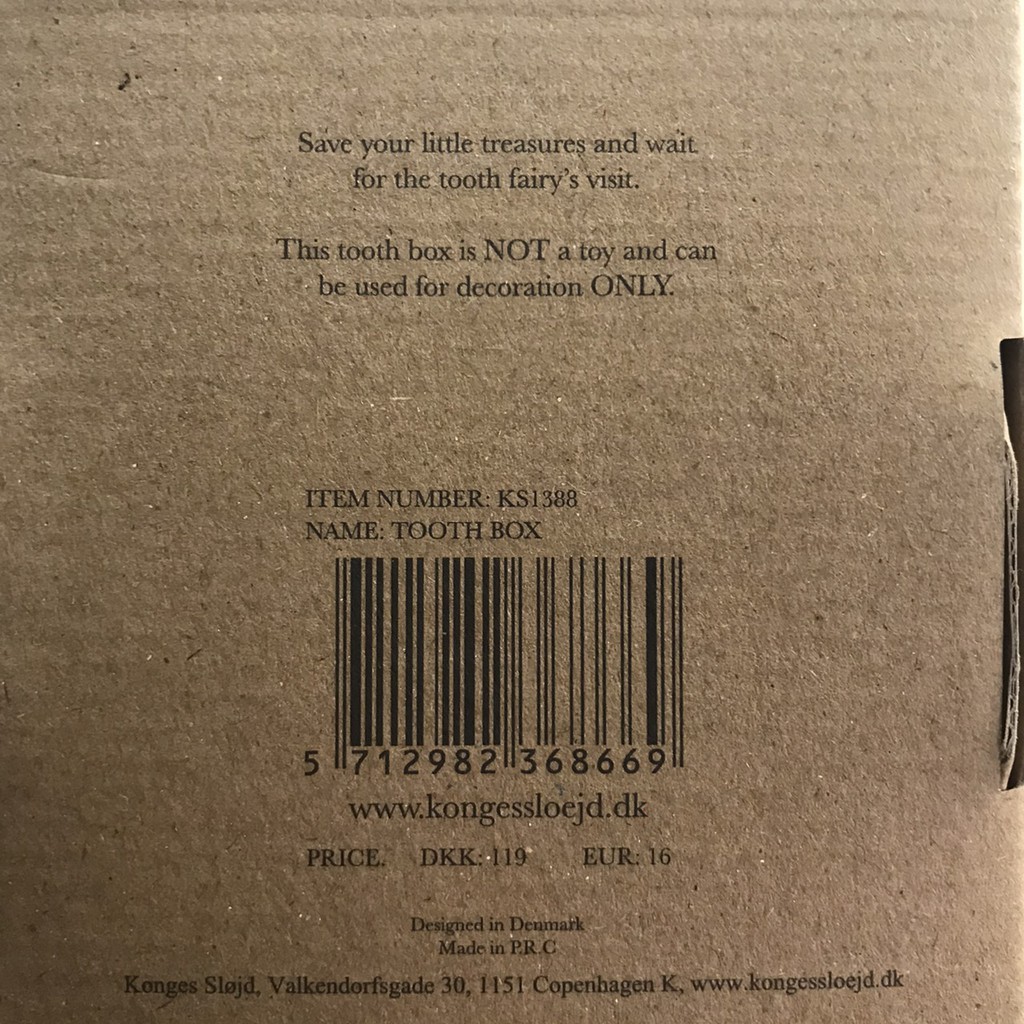 Save your little treasures and wait
for the tooth fairy's visit.
This tooth box is NOT a toy and can
be used for decoration ONLY.
ITEM NUMBER: KS1388
NAME: TOOTH BOX
5 712982 368669
www.kongessloejd.dk
PRICE. DKK: 119 EUR: 16
Designed in Denmark
Made in P.R.C
Konges Sløjd, Valkendorfsgade 30, 1151 Copenhagen K, www.kongessloejd.dk